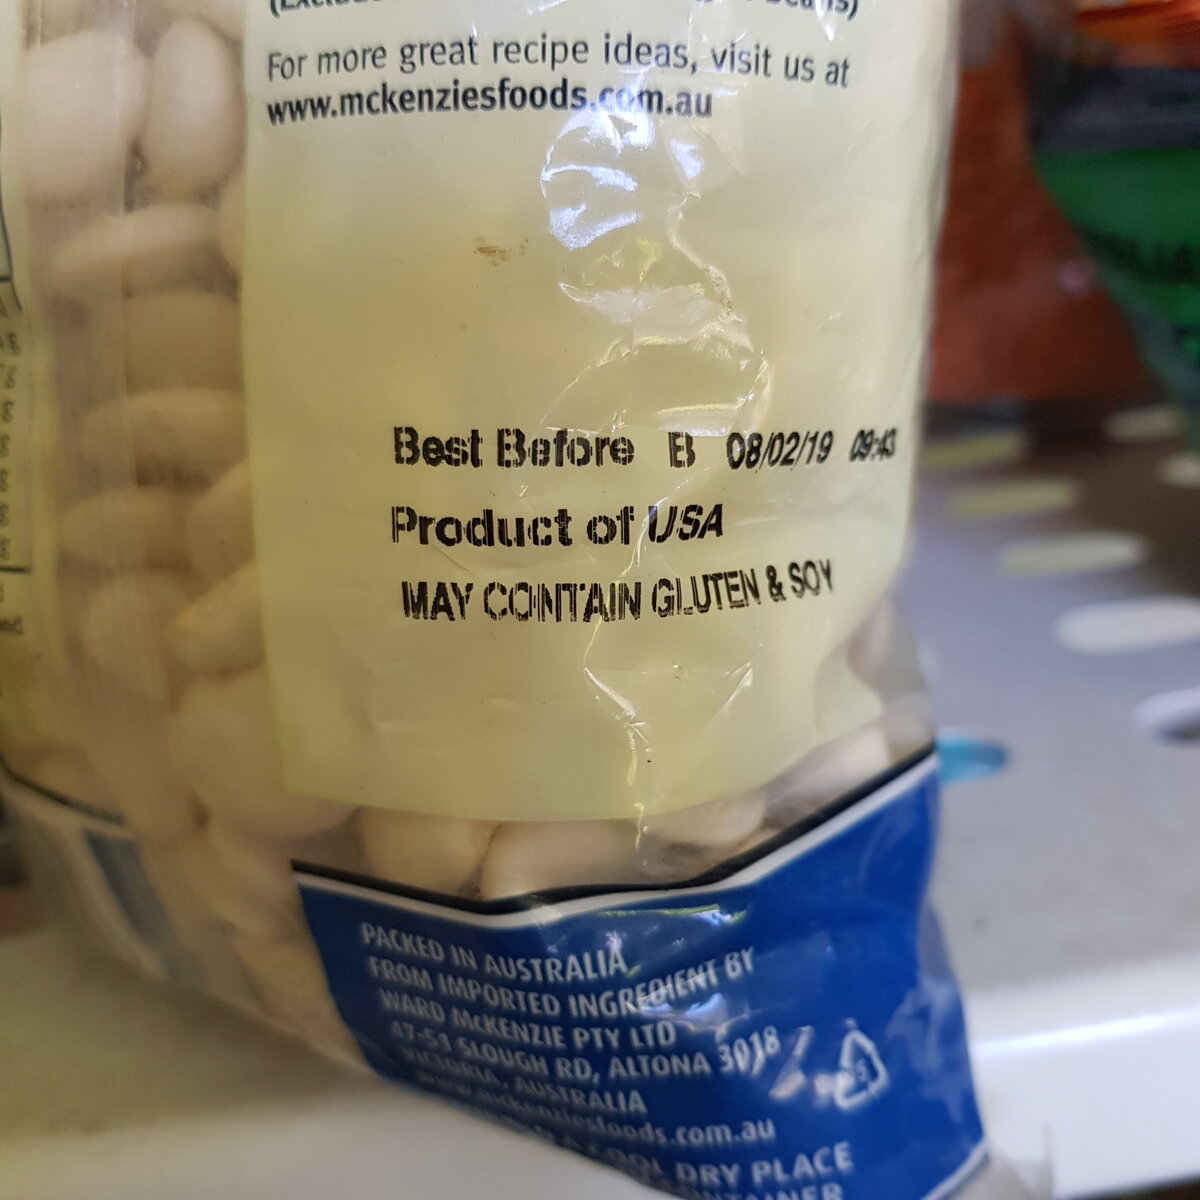 For more great recipe ideas, visit us at
www.mckenziesfoods.com.au
Best Before B 08/02/19 09:43
Product of USA
MAY CONTAIN GLUTEN & SOY
PACKED IN AUSTRALIA
FROM IMPORTED INGREDIENT BY
WARD McKENZIE PTY LTD
47-51 SLOUGH RD, ALTONA 3018
VICTORIA, AUSTRALIA
www.mckenziesfoods.com.au
COOL DRY PLACE
CONTAINER